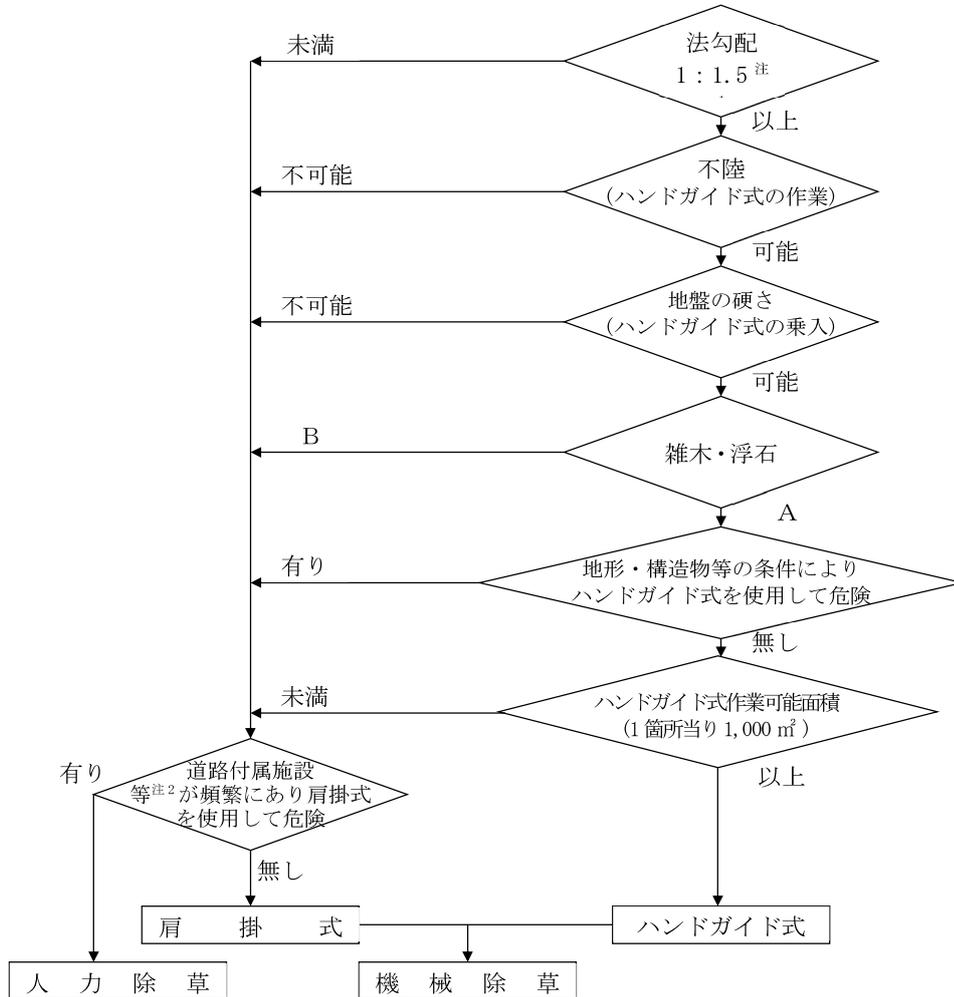 法勾配
未満
1：1.5 注
以上
不陸
不可能
（ハンドガイド式の作業）
可能
地盤の硬さ
不可能
（ハンドガイド式の乗入）
可能
B
雑木・浮石
A
有り
地形・構造物等の条件により
ハンドガイド式を使用して危険
無し
未満
ハンドガイド式作業可能面積
（1箇所当り 1,000 ㎡）
以上
有り
道路付属施設
等注2が頻繁にあり肩掛式
を使用して危険
無し
肩掛式
ハンドガイド式
人力除草
機械除草